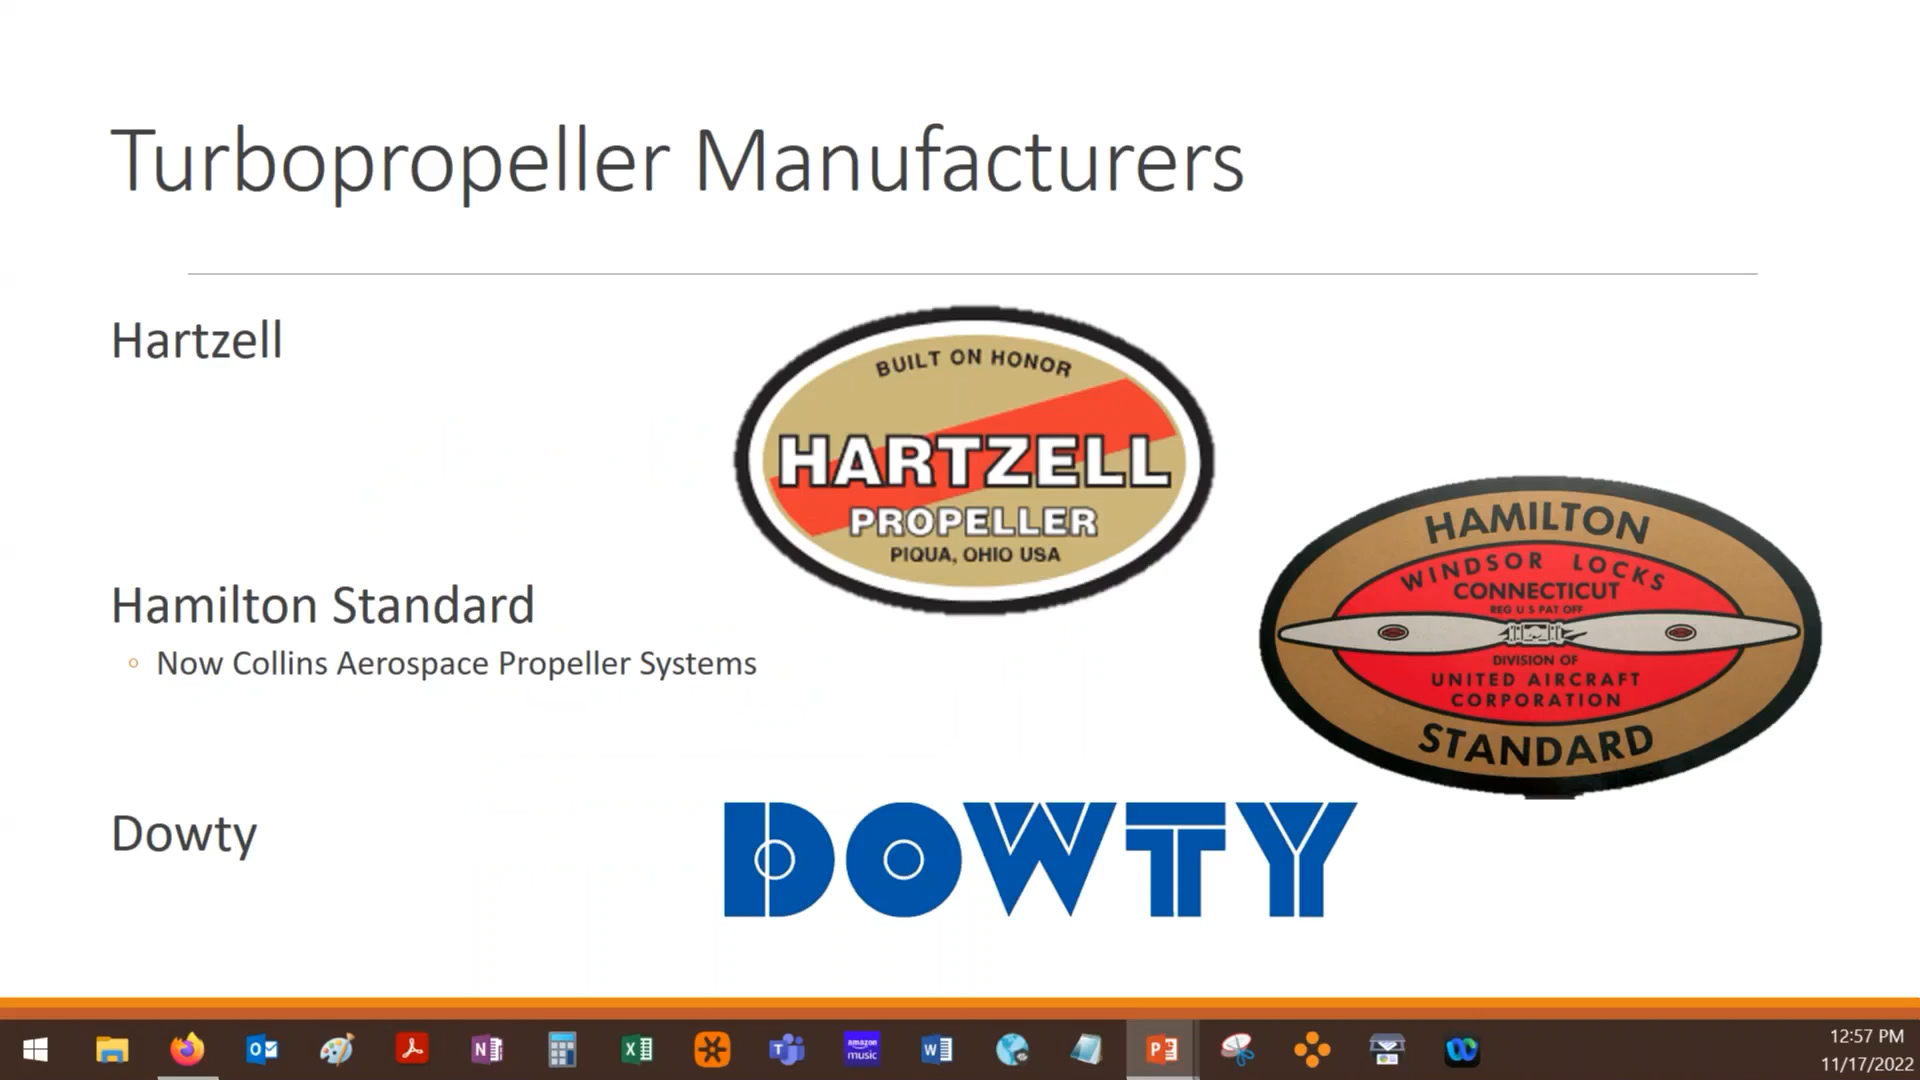 Turbopropeller Manufacturers
Hartzell
BUILT ON HONOR
HARTZELL
PROPELLER
PIQUA, OHIO USA
HAMILTON
WINDSOR LOCKS
CONNECTICUT
REG U S PAT OFF
DIVISION OF
UNITED AIRCRAFT
CORPORATION
STANDARD
Hamilton Standard
Now Collins Aerospace Propeller Systems
Dowty
DOWTY
amazon
music
12:57 PM
11/17/2022